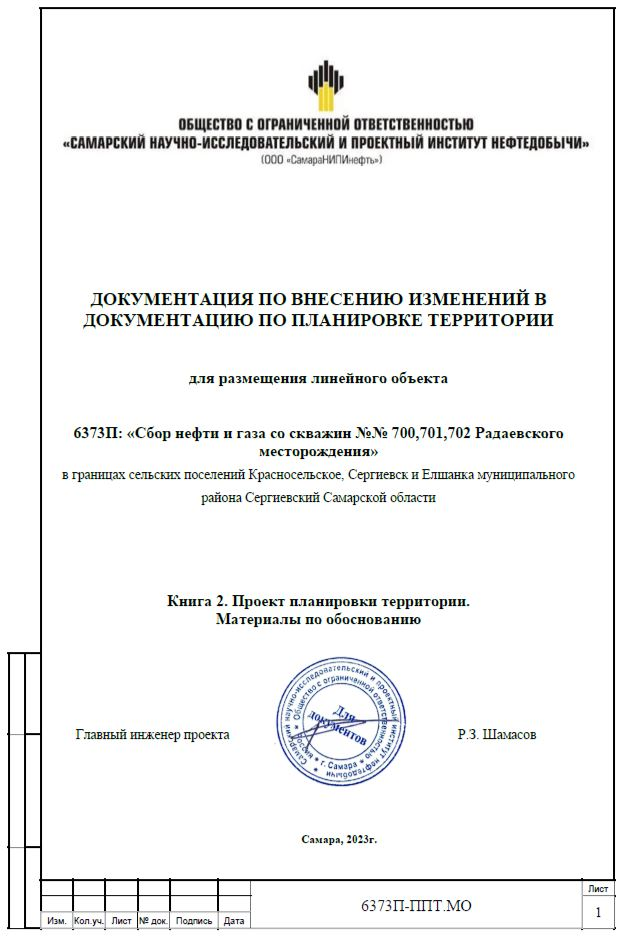 ОБЩЕСТВО С ОГРАНИЧЕННОЙ ОТВЕТСТВЕННОСТЬЮ
«САМАРСКИЙ НАУЧНО-ИССЛЕДОВАТЕЛЬСКИЙ И ПРОЕКТНЫЙ ИНСТИТУТ НЕФТЕДОБЫЧИ»
(ООО «СамараНИПИнефть»)
ДОКУМЕНТАЦИЯ ПО ВНЕСЕНИЮ ИЗМЕНЕНИЙ В
ДОКУМЕНТАЦИЮ ПО ПЛАНИРОВКЕ ТЕРРИТОРИИ
для размещения линейного объекта
6373П: «Сбор нефти и газа со скважин №№ 700,701,702 Радаевского
месторождения»
в границах сельских поселений Красносельское, Сергиевск и Елшанка муниципального
района Сергиевский Самарской области
Книга 2. Проект планировки территории.
Материалы по обоснованию
Самарский научно-исследовательский и проектный институт нефтедобычи
Общество с ограниченной ответственностью
Россия * г. Самара
Для
документов
Главный инженер проекта
Р.З. Шамасов
Самара, 2023г.
Изм. Кол.уч. Лист № док. Подпись Дата
6373П-ППТ.МО
Лист
1